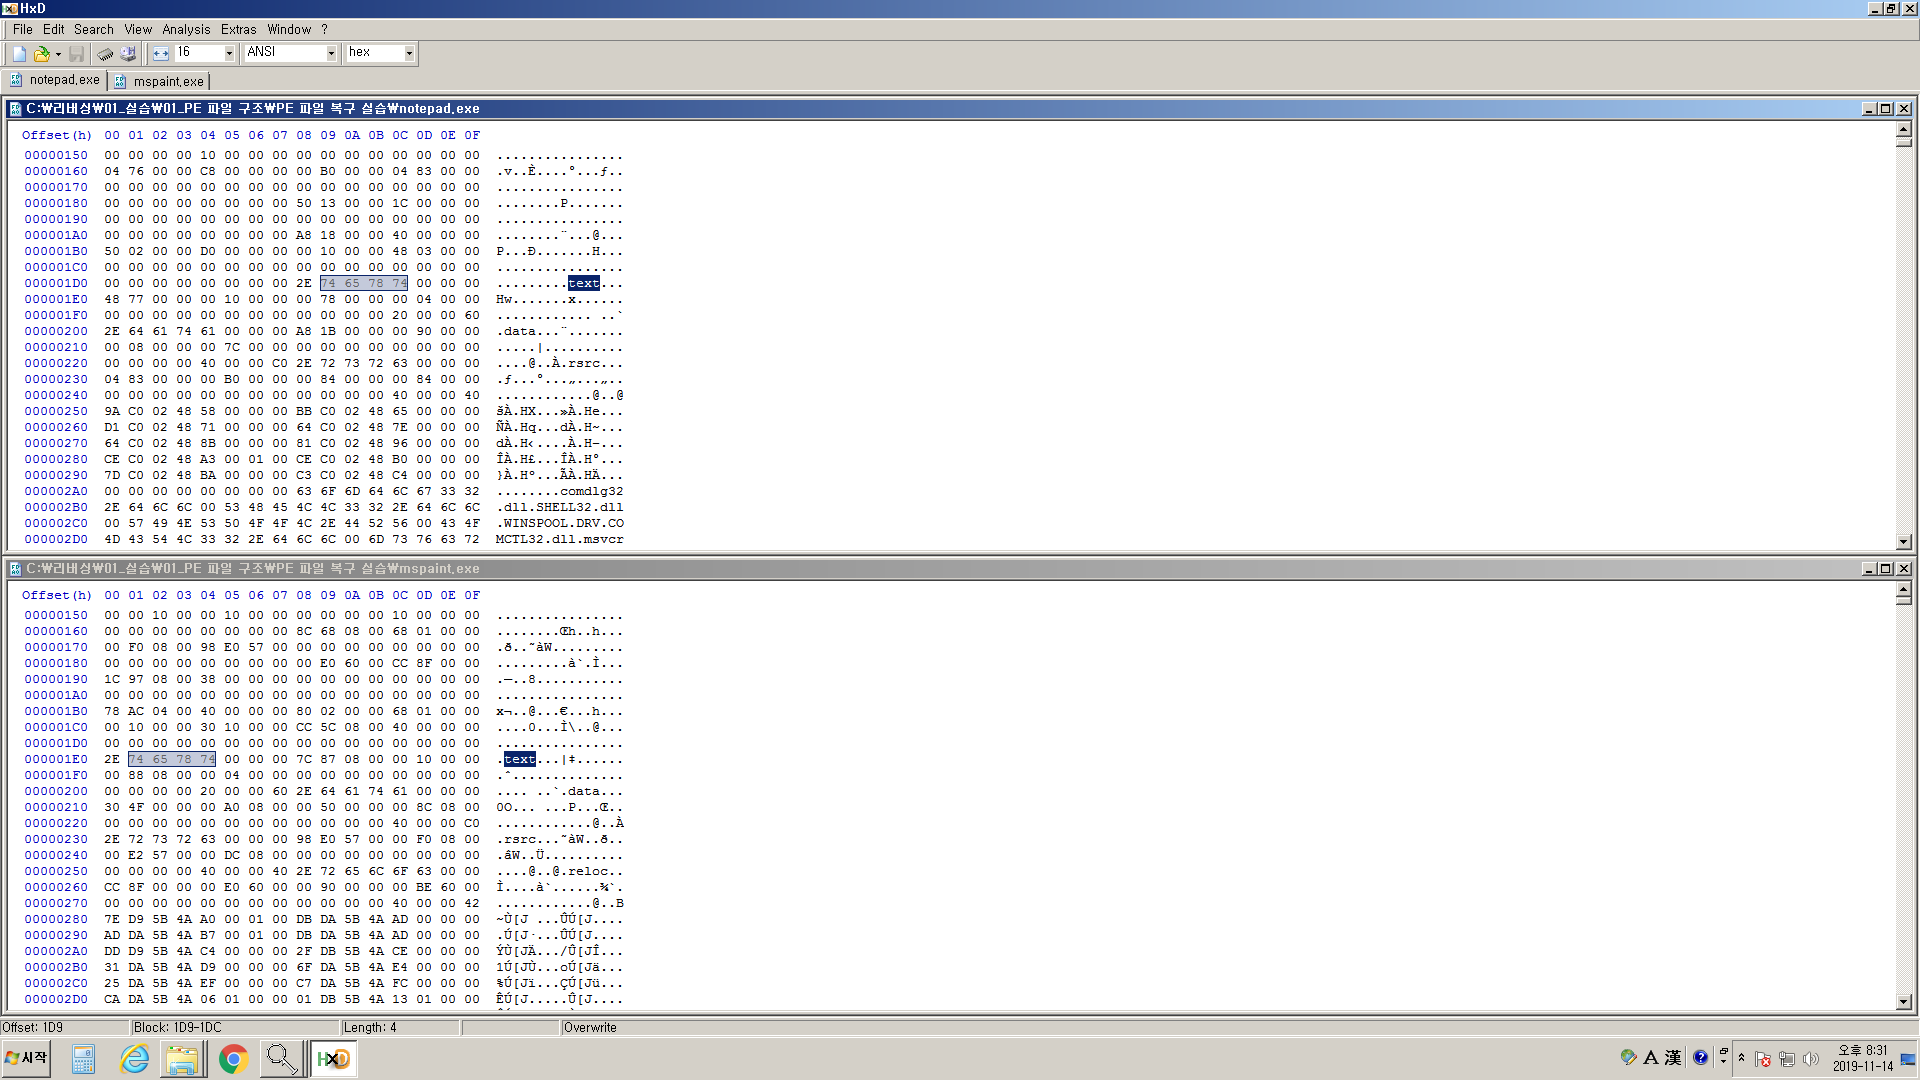 HxD
File Edit Search View Analysis Extras Window ?
16 ANSI hex
notepad.exe mspaint.exe
C:₩리버싱₩01_실습₩01_PE 파일 구조₩PE 파일 복구 실습₩notepad.exe
Offset(h) 00 01 02 03 04 05 06 07 08 09 0A 0B 0C 0D 0E 0F
00000150 00 00 00 00 10 00 00 00 00 00 00 00 00 00 00 00 ................
00000160 04 76 00 00 C8 00 00 00 00 B0 00 00 04 83 00 00 .v..È....°...ƒ..
00000170 00 00 00 00 00 00 00 00 00 00 00 00 00 00 00 00 ................
00000180 00 00 00 00 00 00 00 00 50 13 00 00 1C 00 00 00 ........P.......
00000190 00 00 00 00 00 00 00 00 00 00 00 00 00 00 00 00 ................
000001A0 00 00 00 00 00 00 00 00 A8 18 00 00 40 00 00 00 ........¨...@...
000001B0 50 02 00 00 D0 00 00 00 00 10 00 00 48 03 00 00 P...Ð.......H...
000001C0 00 00 00 00 00 00 00 00 00 00 00 00 00 00 00 00 ................
000001D0 00 00 00 00 00 00 00 00 2E 74 65 78 74 00 00 00 .........text...
000001E0 48 77 00 00 00 10 00 00 00 78 00 00 00 04 00 00 Hw.......x......
000001F0 00 00 00 00 00 00 00 00 00 00 00 00 20 00 00 60 ............ ..`
00000200 2E 64 61 74 61 00 00 00 A8 1B 00 00 00 90 00 00 .data...¨.......
00000210 00 08 00 00 00 7C 00 00 00 00 00 00 00 00 00 00 .....|..........
00000220 00 00 00 00 40 00 00 C0 2E 72 73 72 63 00 00 00 ....@..À.rsrc...
00000230 04 83 00 00 00 B0 00 00 00 84 00 00 00 84 00 00 .ƒ...°...„...„..
00000240 00 00 00 00 00 00 00 00 00 00 00 00 40 00 00 40 ............@..@
00000250 9A C0 02 48 58 00 00 00 BB C0 02 48 65 00 00 00 šÀ.HX...»À.He...
00000260 D1 C0 02 48 71 00 00 00 64 C0 02 48 7E 00 00 00 ÑÀ.Hq...dÀ.H~...
00000270 64 C0 02 48 8B 00 00 00 81 C0 02 48 96 00 00 00 dÀ.H‹....À.H–...
00000280 CE C0 02 48 A3 00 01 00 CE C0 02 48 B0 00 00 00 ÎÀ.H£...ÎÀ.H°...
00000290 7D C0 02 48 BA 00 00 00 C3 C0 02 48 C4 00 00 00 }À.Hº...ÃÀ.HÄ...
000002A0 00 00 00 00 00 00 00 00 63 6F 6D 64 6C 67 33 32 ........comdlg32
000002B0 2E 64 6C 6C 00 53 48 45 4C 4C 33 32 2E 64 6C 6C .dll.SHELL32.dll
000002C0 00 57 49 4E 53 50 4F 4F 4C 2E 44 52 56 00 43 4F .WINSPOOL.DRV.CO
000002D0 4D 43 54 4C 33 32 2E 64 6C 6C 00 6D 73 76 63 72 MCTL32.dll.msvcr
C:₩리버싱₩01_실습₩01_PE 파일 구조₩PE 파일 복구 실습₩mspaint.exe
Offset(h) 00 01 02 03 04 05 06 07 08 09 0A 0B 0C 0D 0E 0F
00000150 00 00 10 00 00 10 00 00 00 00 00 00 10 00 00 00 ................
00000160 00 00 00 00 00 00 00 00 8C 68 08 00 68 01 00 00 ........Œh..h...
00000170 00 F0 08 00 98 E0 57 00 00 00 00 00 00 00 00 00 .ð..˜àW.........
00000180 00 00 00 00 00 00 00 00 00 E0 60 00 CC 8F 00 00 .........à`.Ì...
00000190 1C 97 08 00 38 00 00 00 00 00 00 00 00 00 00 00 .—..8...........
000001A0 00 00 00 00 00 00 00 00 00 00 00 00 00 00 00 00 ................
000001B0 78 AC 04 00 40 00 00 00 80 02 00 00 68 01 00 00 x¬..@...€...h...
000001C0 00 10 00 00 30 10 00 00 CC 5C 08 00 40 00 00 00 ....0...Ì\..@...
000001D0 00 00 00 00 00 00 00 00 00 00 00 00 00 00 00 00 ................
000001E0 2E 74 65 78 74 00 00 00 7C 87 08 00 00 10 00 00 .text...|‡......
000001F0 00 88 08 00 00 04 00 00 00 00 00 00 00 00 00 00 .ˆ..............
00000200 00 00 00 00 20 00 00 60 2E 64 61 74 61 00 00 00 .... ..`.data...
00000210 30 4F 00 00 00 A0 08 00 00 50 00 00 00 8C 08 00 0O... ...P...Œ..
00000220 00 00 00 00 00 00 00 00 00 00 00 00 40 00 00 C0 ............@..À
00000230 2E 72 73 72 63 00 00 00 98 E0 57 00 00 F0 08 00 .rsrc...˜àW..ð..
00000240 00 E2 57 00 00 DC 08 00 00 00 00 00 00 00 00 00 .âW..Ü..........
00000250 00 00 00 00 40 00 00 40 2E 72 65 6C 6F 63 00 00 ....@..@.reloc..
00000260 CC 8F 00 00 00 E0 60 00 00 90 00 00 00 BE 60 00 Ì....à`......¾`.
00000270 00 00 00 00 00 00 00 00 00 00 00 00 40 00 00 42 ............@..B
00000280 7E D9 5B 4A A0 00 01 00 DB DA 5B 4A AD 00 00 00 ~Ù[J ...ÛÚ[J....
00000290 AD DA 5B 4A B7 00 01 00 DB DA 5B 4A AD 00 00 00 .Ú[J·...ÛÚ[J....
000002A0 DD D9 5B 4A C4 00 00 00 2F DB 5B 4A CE 00 00 00 ÝÙ[JÄ.../Û[JÎ...
000002B0 31 DA 5B 4A D9 00 00 00 6F DA 5B 4A E4 00 00 00 1Ú[JÙ...oÚ[Jä...
000002C0 25 DA 5B 4A EF 00 00 00 C7 DA 5B 4A FC 00 00 00 %Ú[Jï...ÇÚ[Jü...
000002D0 CA DA 5B 4A 06 01 00 00 01 DB 5B 4A 13 01 00 00 ÊÚ[J.....Û[J....
Offset: 1D9 Block: 1D9-1DC Length: 4 Overwrite
시작 HxD A 漢 오후 8:31
2019-11-14